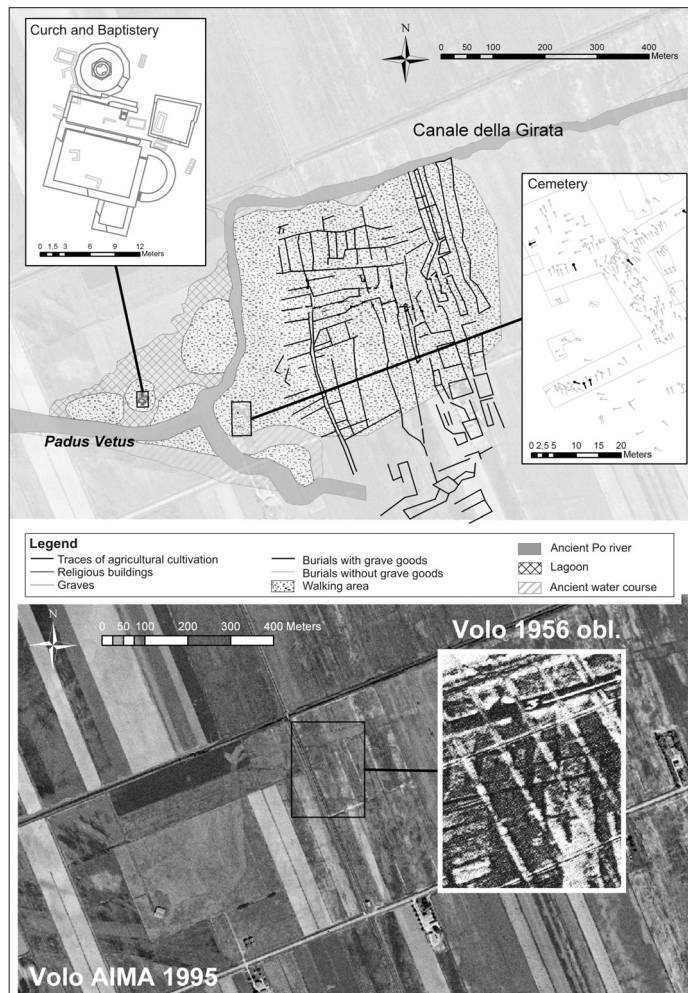 Curch and Baptistery
0 1,5 3 6 9 12
Meters
N
0 50 100 200 300 400
Meters
Canale della Girata
Cemetery
0 2,5 5 10 15 20
Meters
Padus Vetus
Legend
Traces of agricultural cultivation
Religious buildings
Graves
Burials with grave goods
Burials without grave goods
Walking area
Ancient Po river
Lagoon
Ancient water course
N
0 50 100 200 300 400
Meters
Volo 1956 obl.
Volo AIMA 1995